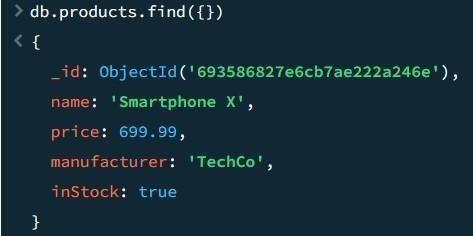 > db.products.find({})
< {
_id: ObjectId('693586827e6cb7ae222a246e'),
name: 'Smartphone X',
price: 699.99,
manufacturer: 'TechCo',
inStock: true
}